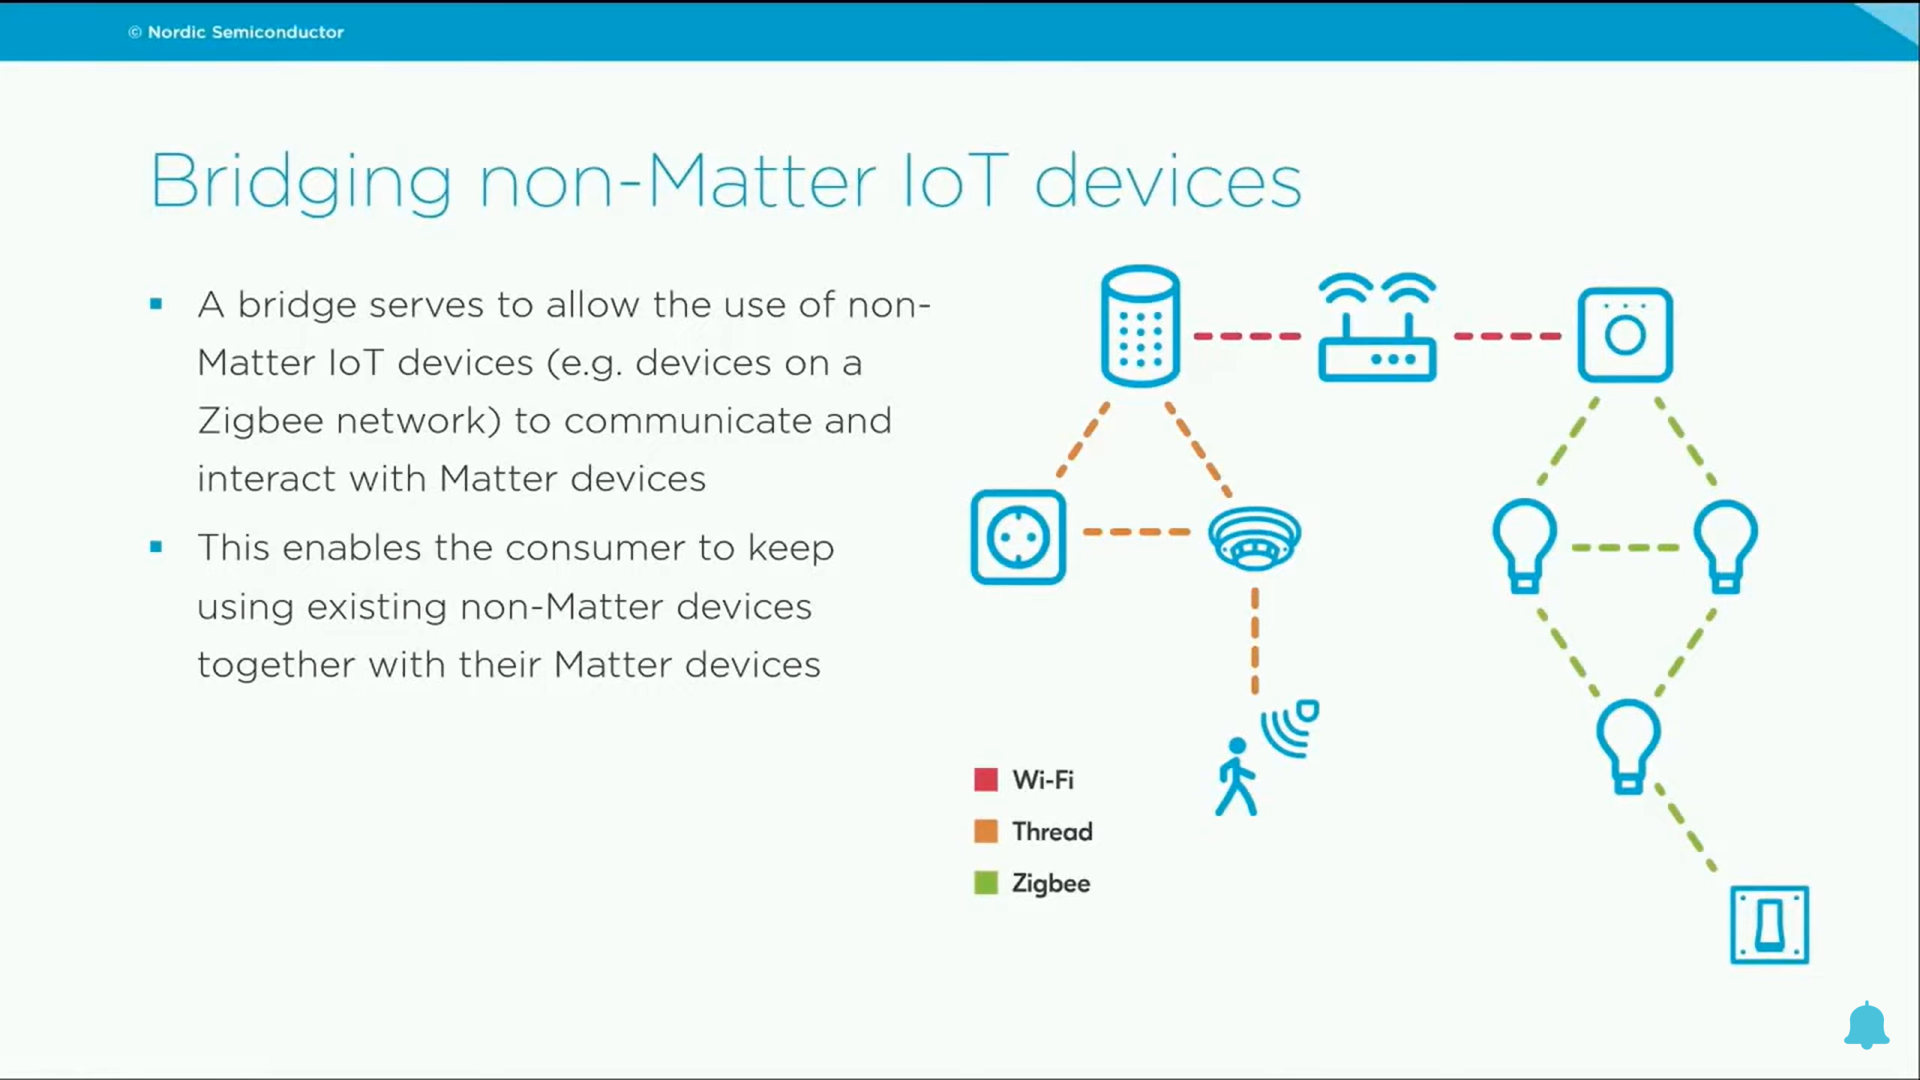 © Nordic Semiconductor
Bridging non-Matter IoT devices
▪ A bridge serves to allow the use of non-
Matter IoT devices (e.g. devices on a
Zigbee network) to communicate and
interact with Matter devices
▪ This enables the consumer to keep
using existing non-Matter devices
together with their Matter devices
Wi-Fi
Thread
Zigbee